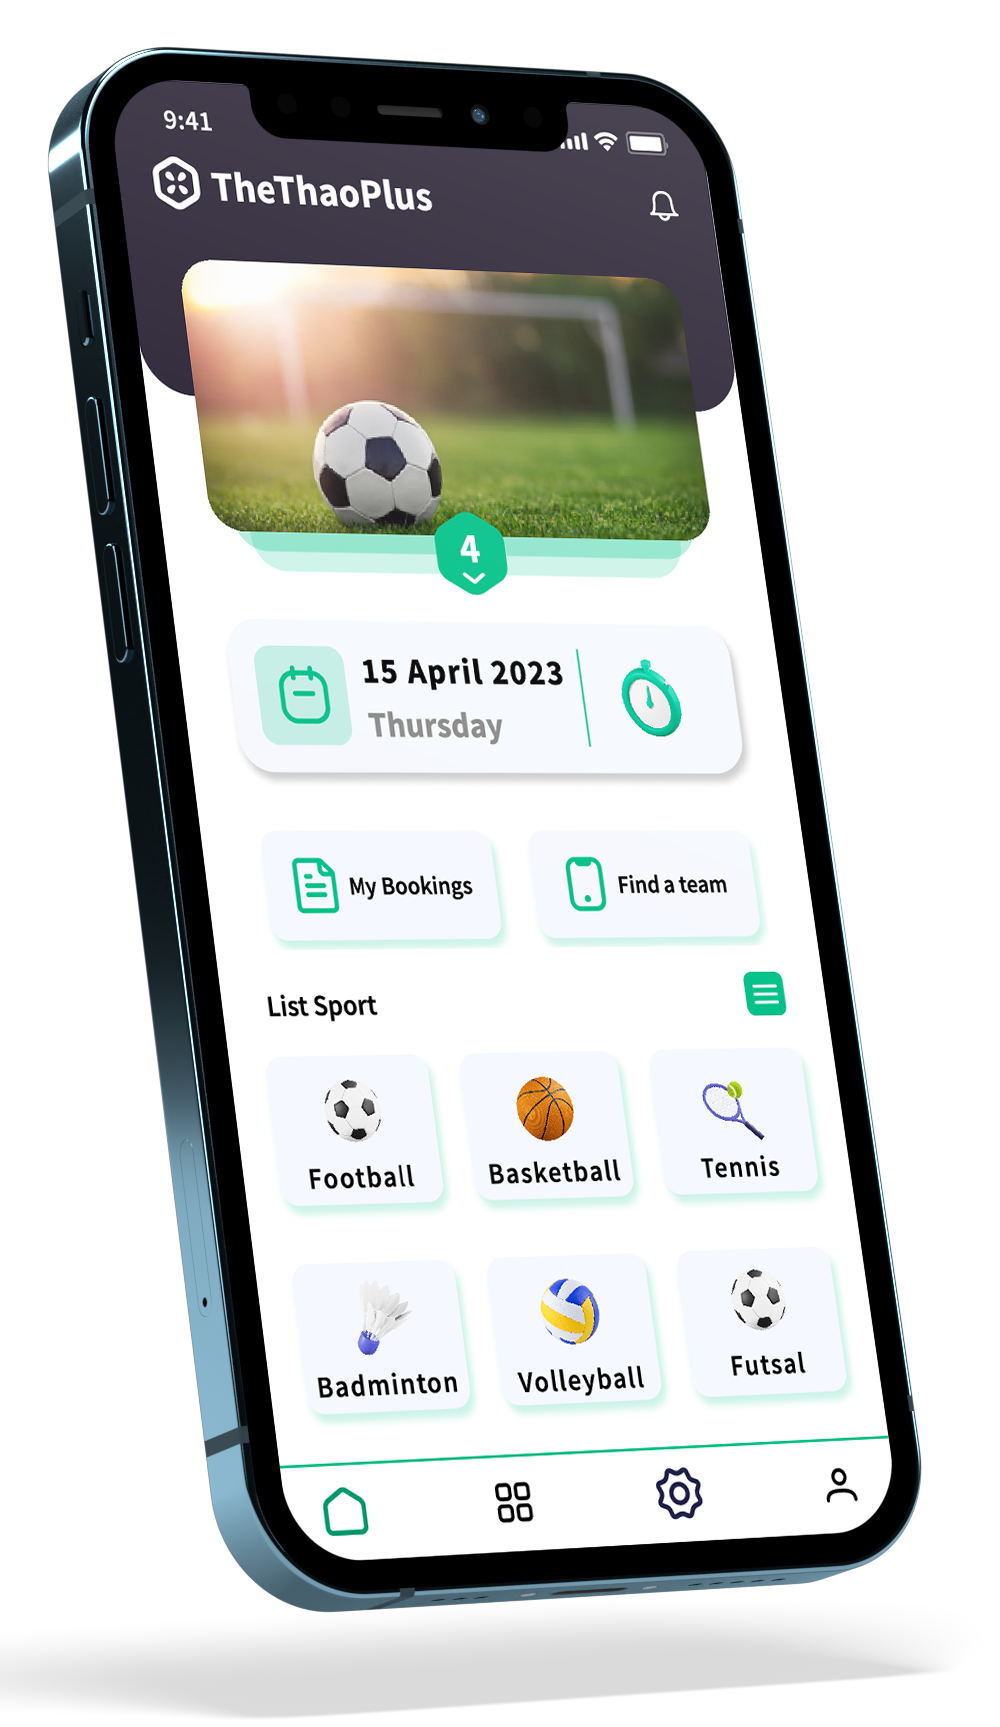 9:41
TheThaoPlus
4
15 April 2023
Thursday
My Bookings
Find a team
List Sport
Football
Basketball
Tennis
Badminton
Volleyball
Futsal